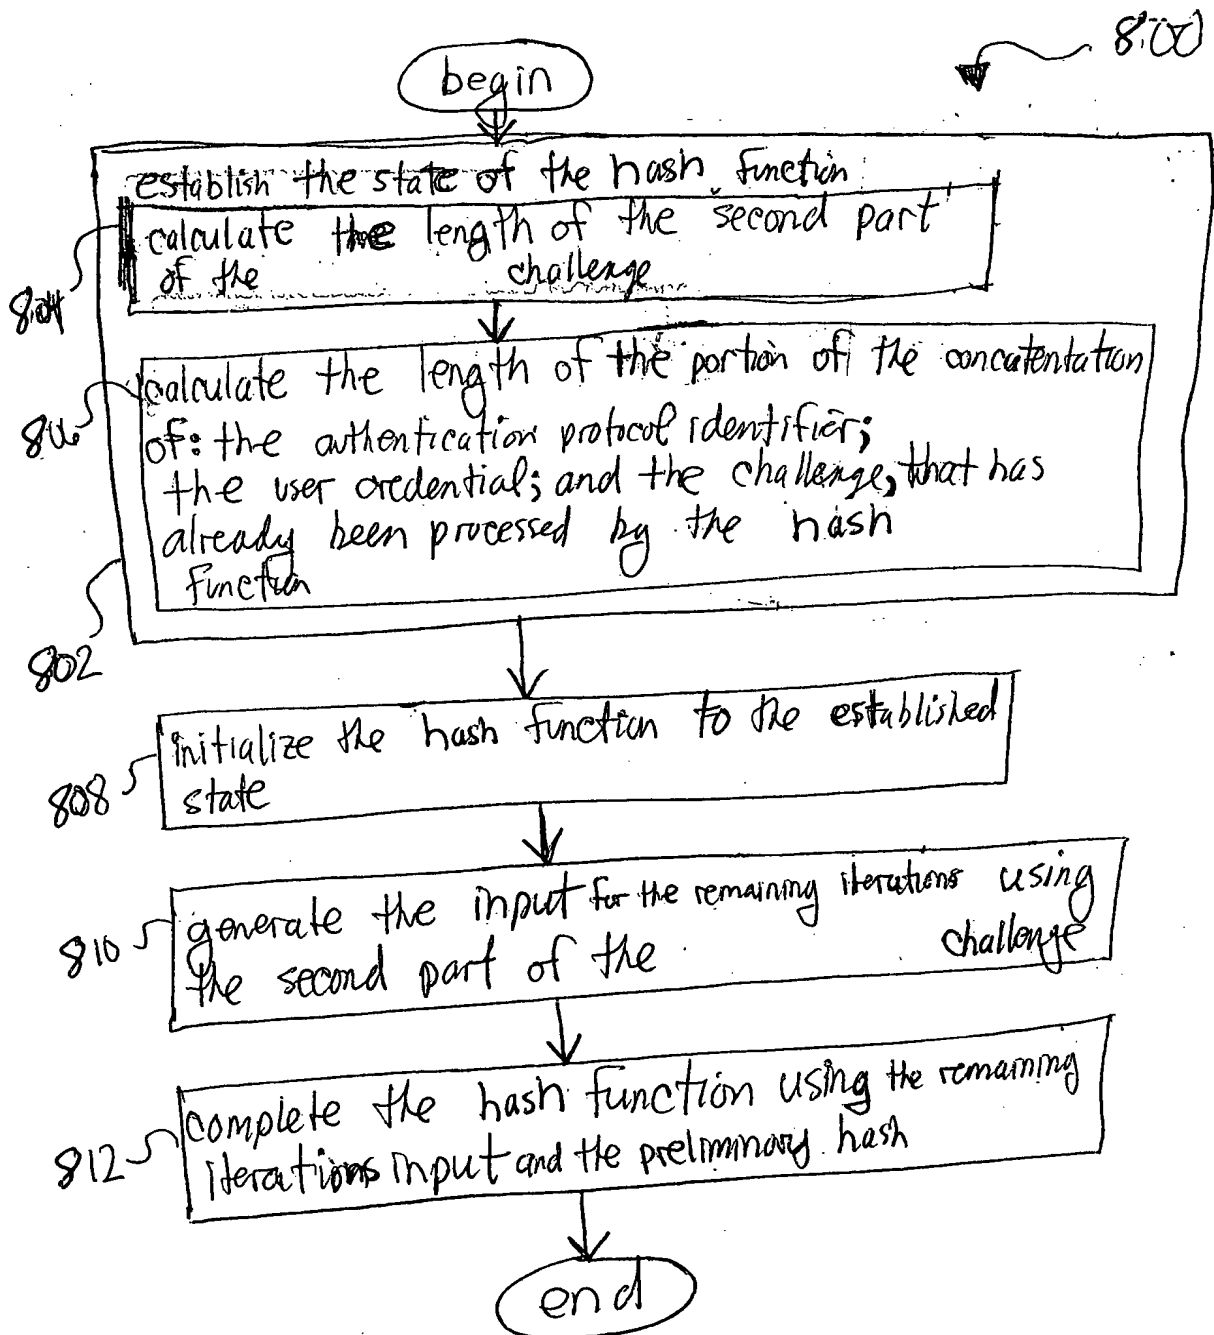 800
begin
establish the state of the hash function
calculate the length of the second part
of the challenge
804
calculate the length of the portion of the concatentation
806
of: the authentication protocol identifier;
the user credential; and the challenge, that has
already been processed by the hash
function
802
initialize the hash function to the established
state
808
generate the input for the remaining iterations using
810
the second part of the challenge
complete the hash function using the remaining
812
iterations input and the preliminary hash
end